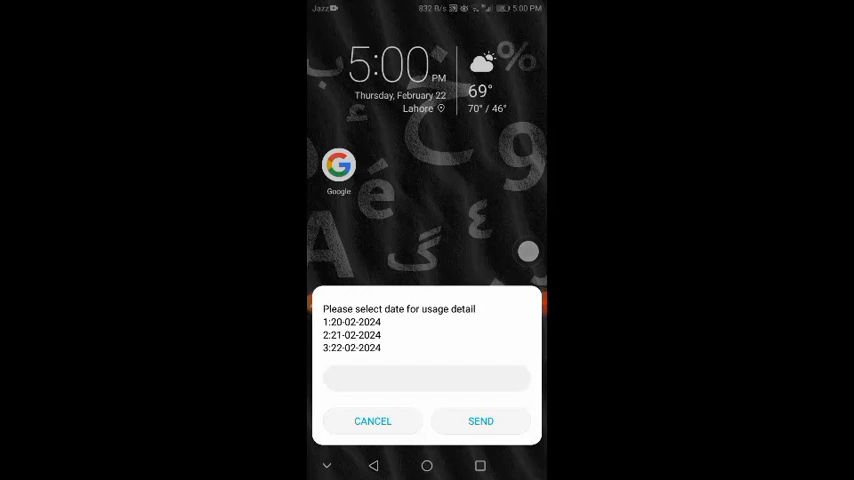 Jazz
832 B/s
5:00 PM
5:00 PM
Thursday, February 22
Lahore
69°
70° / 46°
%
é
و
ع
A
گ
٤
Google
Please select date for usage detail
1:20-02-2024
2:21-02-2024
3:22-02-2024
CANCEL
SEND